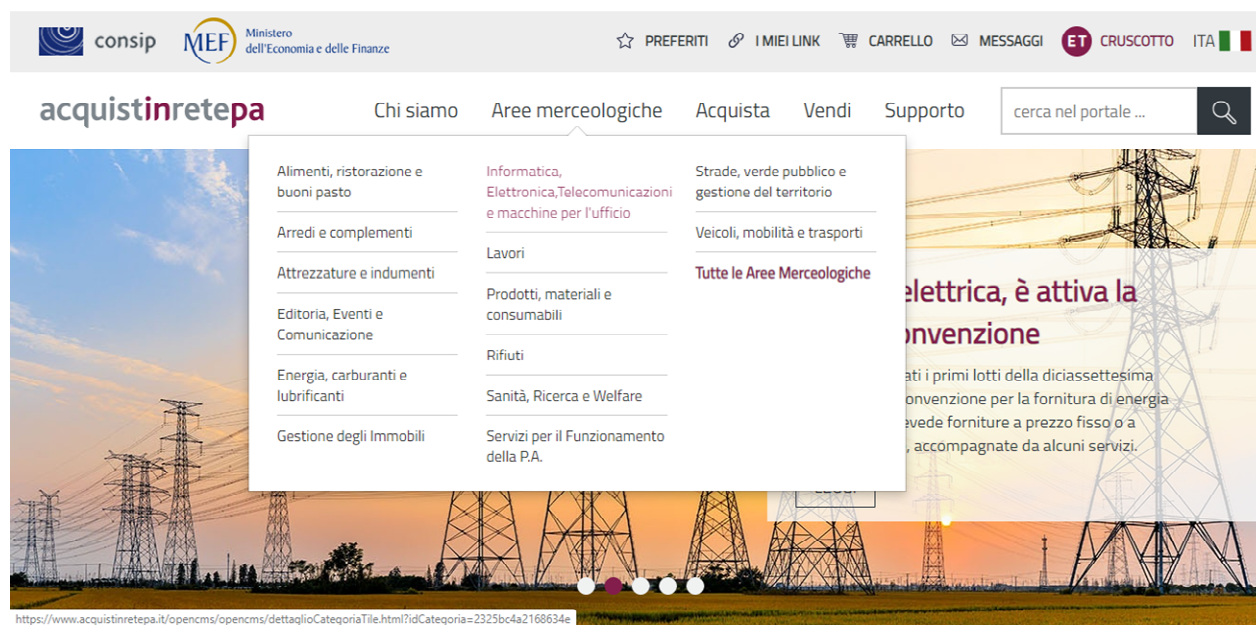 consip
MEF
Ministero
dell'Economia e delle Finanze
PREFERITI
I MIEI LINK
CARRELLO
MESSAGGI
ET
CRUSCOTTO
ITA
acquistinretepa
Chi siamo
Aree merceologiche
Acquista
Vendi
Supporto
cerca nel portale ...
Alimenti, ristorazione e
buoni pasto
Arredi e complementi
Attrezzature e indumenti
Editoria, Eventi e
Comunicazione
Energia, carburanti e
lubrificanti
Gestione degli Immobili
Informatica,
Elettronica,Telecomunicazioni
e macchine per l'ufficio
Lavori
Prodotti, materiali e
consumabili
Rifiuti
Sanità, Ricerca e Welfare
Servizi per il Funzionamento
della P.A.
Strade, verde pubblico e
gestione del territorio
Veicoli, mobilità e trasporti
Tutte le Aree Merceologiche
elettrica, è attiva la
onvenzione
ati i primi lotti della diciassettesima
onvenzione per la fornitura di energia
evede forniture a prezzo fisso o a
, accompagnate da alcuni servizi.
https://www.acquistinretepa.it/opencms/opencms/dettaglioCategoriaTile.html?idCategoria=2325bc4a2168634e